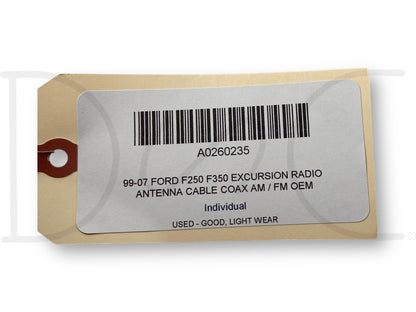 A0260235
99-07 FORD F250 F350 EXCURSION RADIO
ANTENNA CABLE COAX AM / FM OEM
Individual
USED - GOOD, LIGHT WEAR